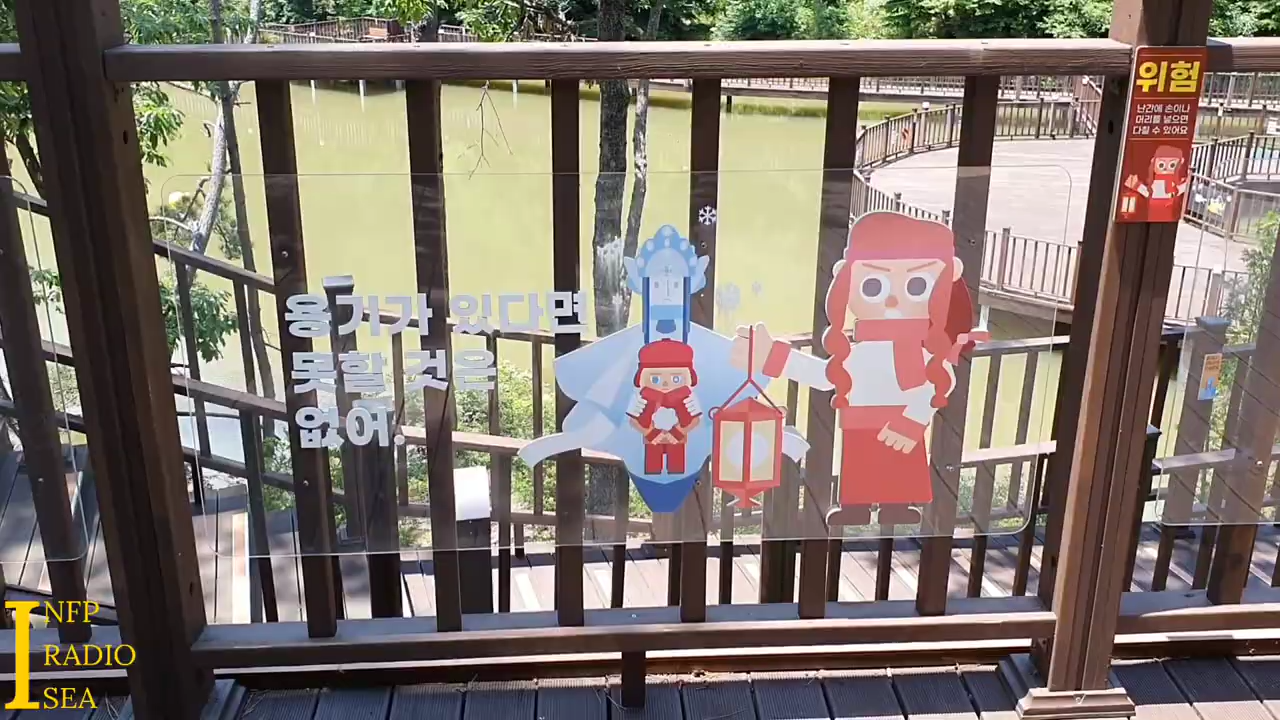 용기가 있다면
못할 것은
없어.
위험
난간에 손이나
머리를 넣으면
다칠 수 있어요
INFP
RADIO
SEA